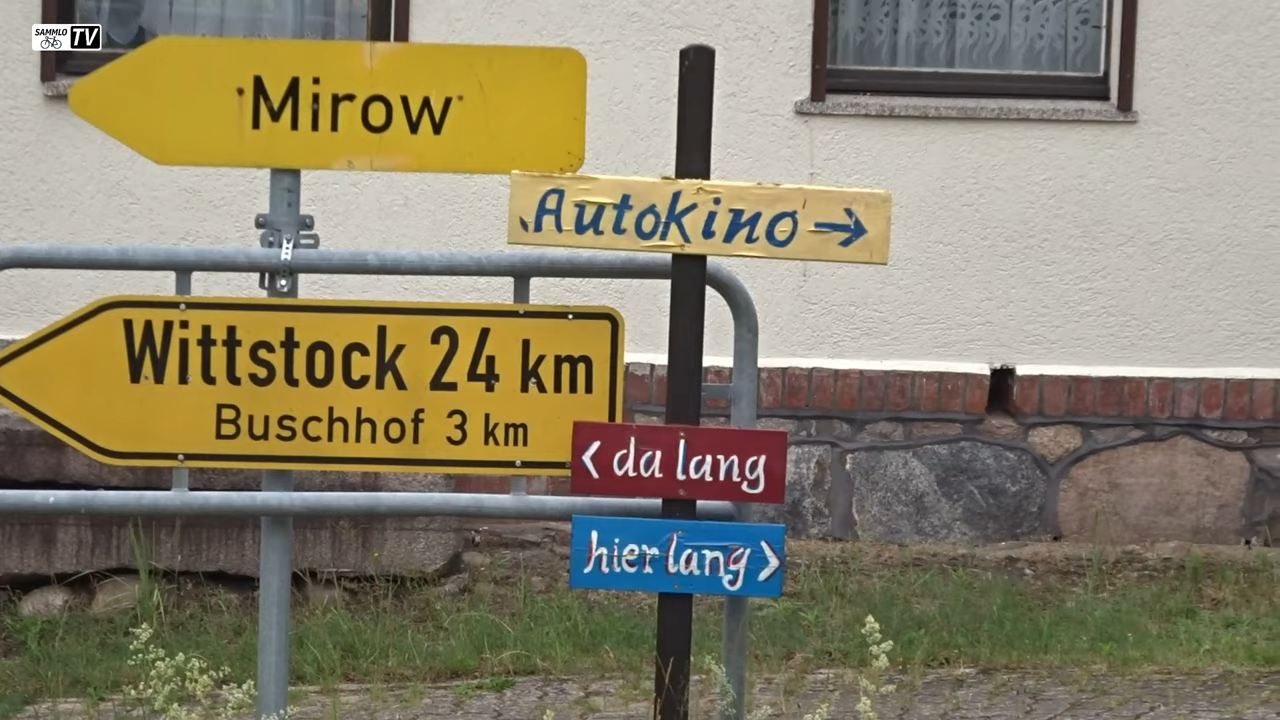 SAMMLO TV
Mirow
Autokino →
Wittstock 24 km
Buschhof 3 km
< da lang
hier lang >